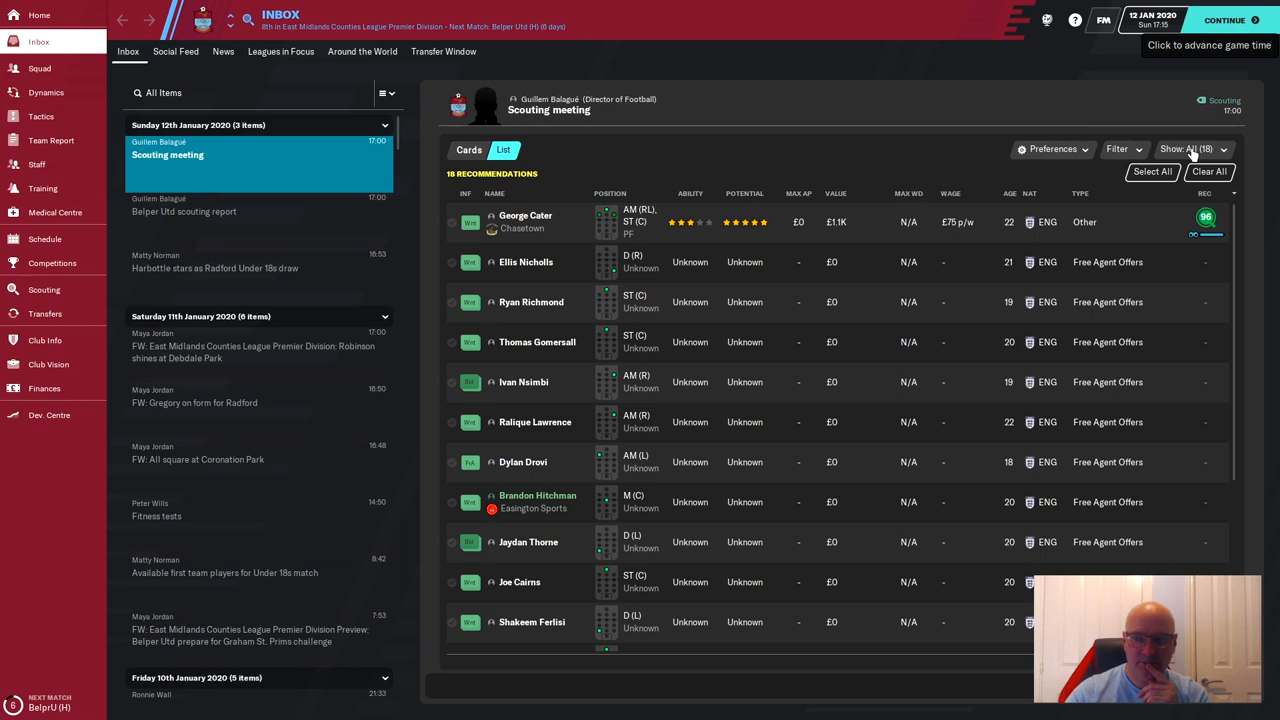 Home
Inbox
Squad
Dynamics
Tactics
Team Report
Staff
Training
Medical Centre
Schedule
Competitions
Scouting
Transfers
Club Info
Club Vision
Finances
Dev. Centre
6
NEXT MATCH
BelprU (H)
INBOX
8th in East Midlands Counties League Premier Division - Next Match: Belper Utd (H) (6 days)
FM
12 JAN 2020
Sun 17:15
CONTINUE
Click to advance game time
Inbox Social Feed News Leagues in Focus Around the World Transfer Window
All Items
Sunday 12th January 2020 (3 items)
Guillem Balagué 17:00
Scouting meeting
Guillem Balagué 17:00
Belper Utd scouting report
Matty Norman 16:53
Harbottle stars as Radford Under 18s draw
Saturday 11th January 2020 (6 items)
Maya Jordan 17:00
FW: East Midlands Counties League Premier Division: Robinson
shines at Debdale Park
Maya Jordan 16:50
FW: Gregory on form for Radford
Maya Jordan 16:48
FW: All square at Coronation Park
Peter Wills 14:50
Fitness tests
Matty Norman 8:42
Available first team players for Under 18s match
Maya Jordan 7:53
FW: East Midlands Counties League Premier Division Preview:
Belper Utd prepare for Graham St. Prims challenge
Friday 10th January 2020 (5 items)
Ronnie Wall 21:33
Guillem Balagué (Director of Football)
Scouting meeting
Scouting
17:00
Cards List Preferences Filter Show: All (18)
18 RECOMMENDATIONS Select All Clear All
INF NAME POSITION ABILITY POTENTIAL MAX AP VALUE MAX WD WAGE AGE NAT TYPE REC
Wnt George Cater Chasetown AM (RL), ST (C) PF £0 £1.1K N/A £75 p/w 22 ENG Other 96
Wnt Ellis Nicholls D (R) Unknown Unknown Unknown - £0 N/A - 21 ENG Free Agent Offers -
Wnt Ryan Richmond ST (C) Unknown Unknown Unknown - £0 N/A - 19 ENG Free Agent Offers -
Wnt Thomas Gomersall ST (C) Unknown Unknown Unknown - £0 N/A - 20 ENG Free Agent Offers -
Bid Ivan Nsimbi AM (R) Unknown Unknown Unknown - £0 N/A - 19 ENG Free Agent Offers -
Wnt Ralique Lawrence AM (R) Unknown Unknown Unknown - £0 N/A - 22 ENG Free Agent Offers -
FrA Dylan Drovi AM (L) Unknown Unknown Unknown - £0 N/A - 18 ENG Free Agent Offers -
Wnt Brandon Hitchman Easington Sports M (C) Unknown Unknown Unknown - £0 N/A - 20 ENG Free Agent Offers -
Bid Jaydan Thorne D (L) Unknown Unknown Unknown - £0 N/A - 20 ENG Free Agent Offers -
Wnt Joe Cairns ST (C) Unknown Unknown Unknown - £0 N/A - 20
Wnt Shakeem Ferlisi D (L) Unknown Unknown Unknown - £0 N/A - 20